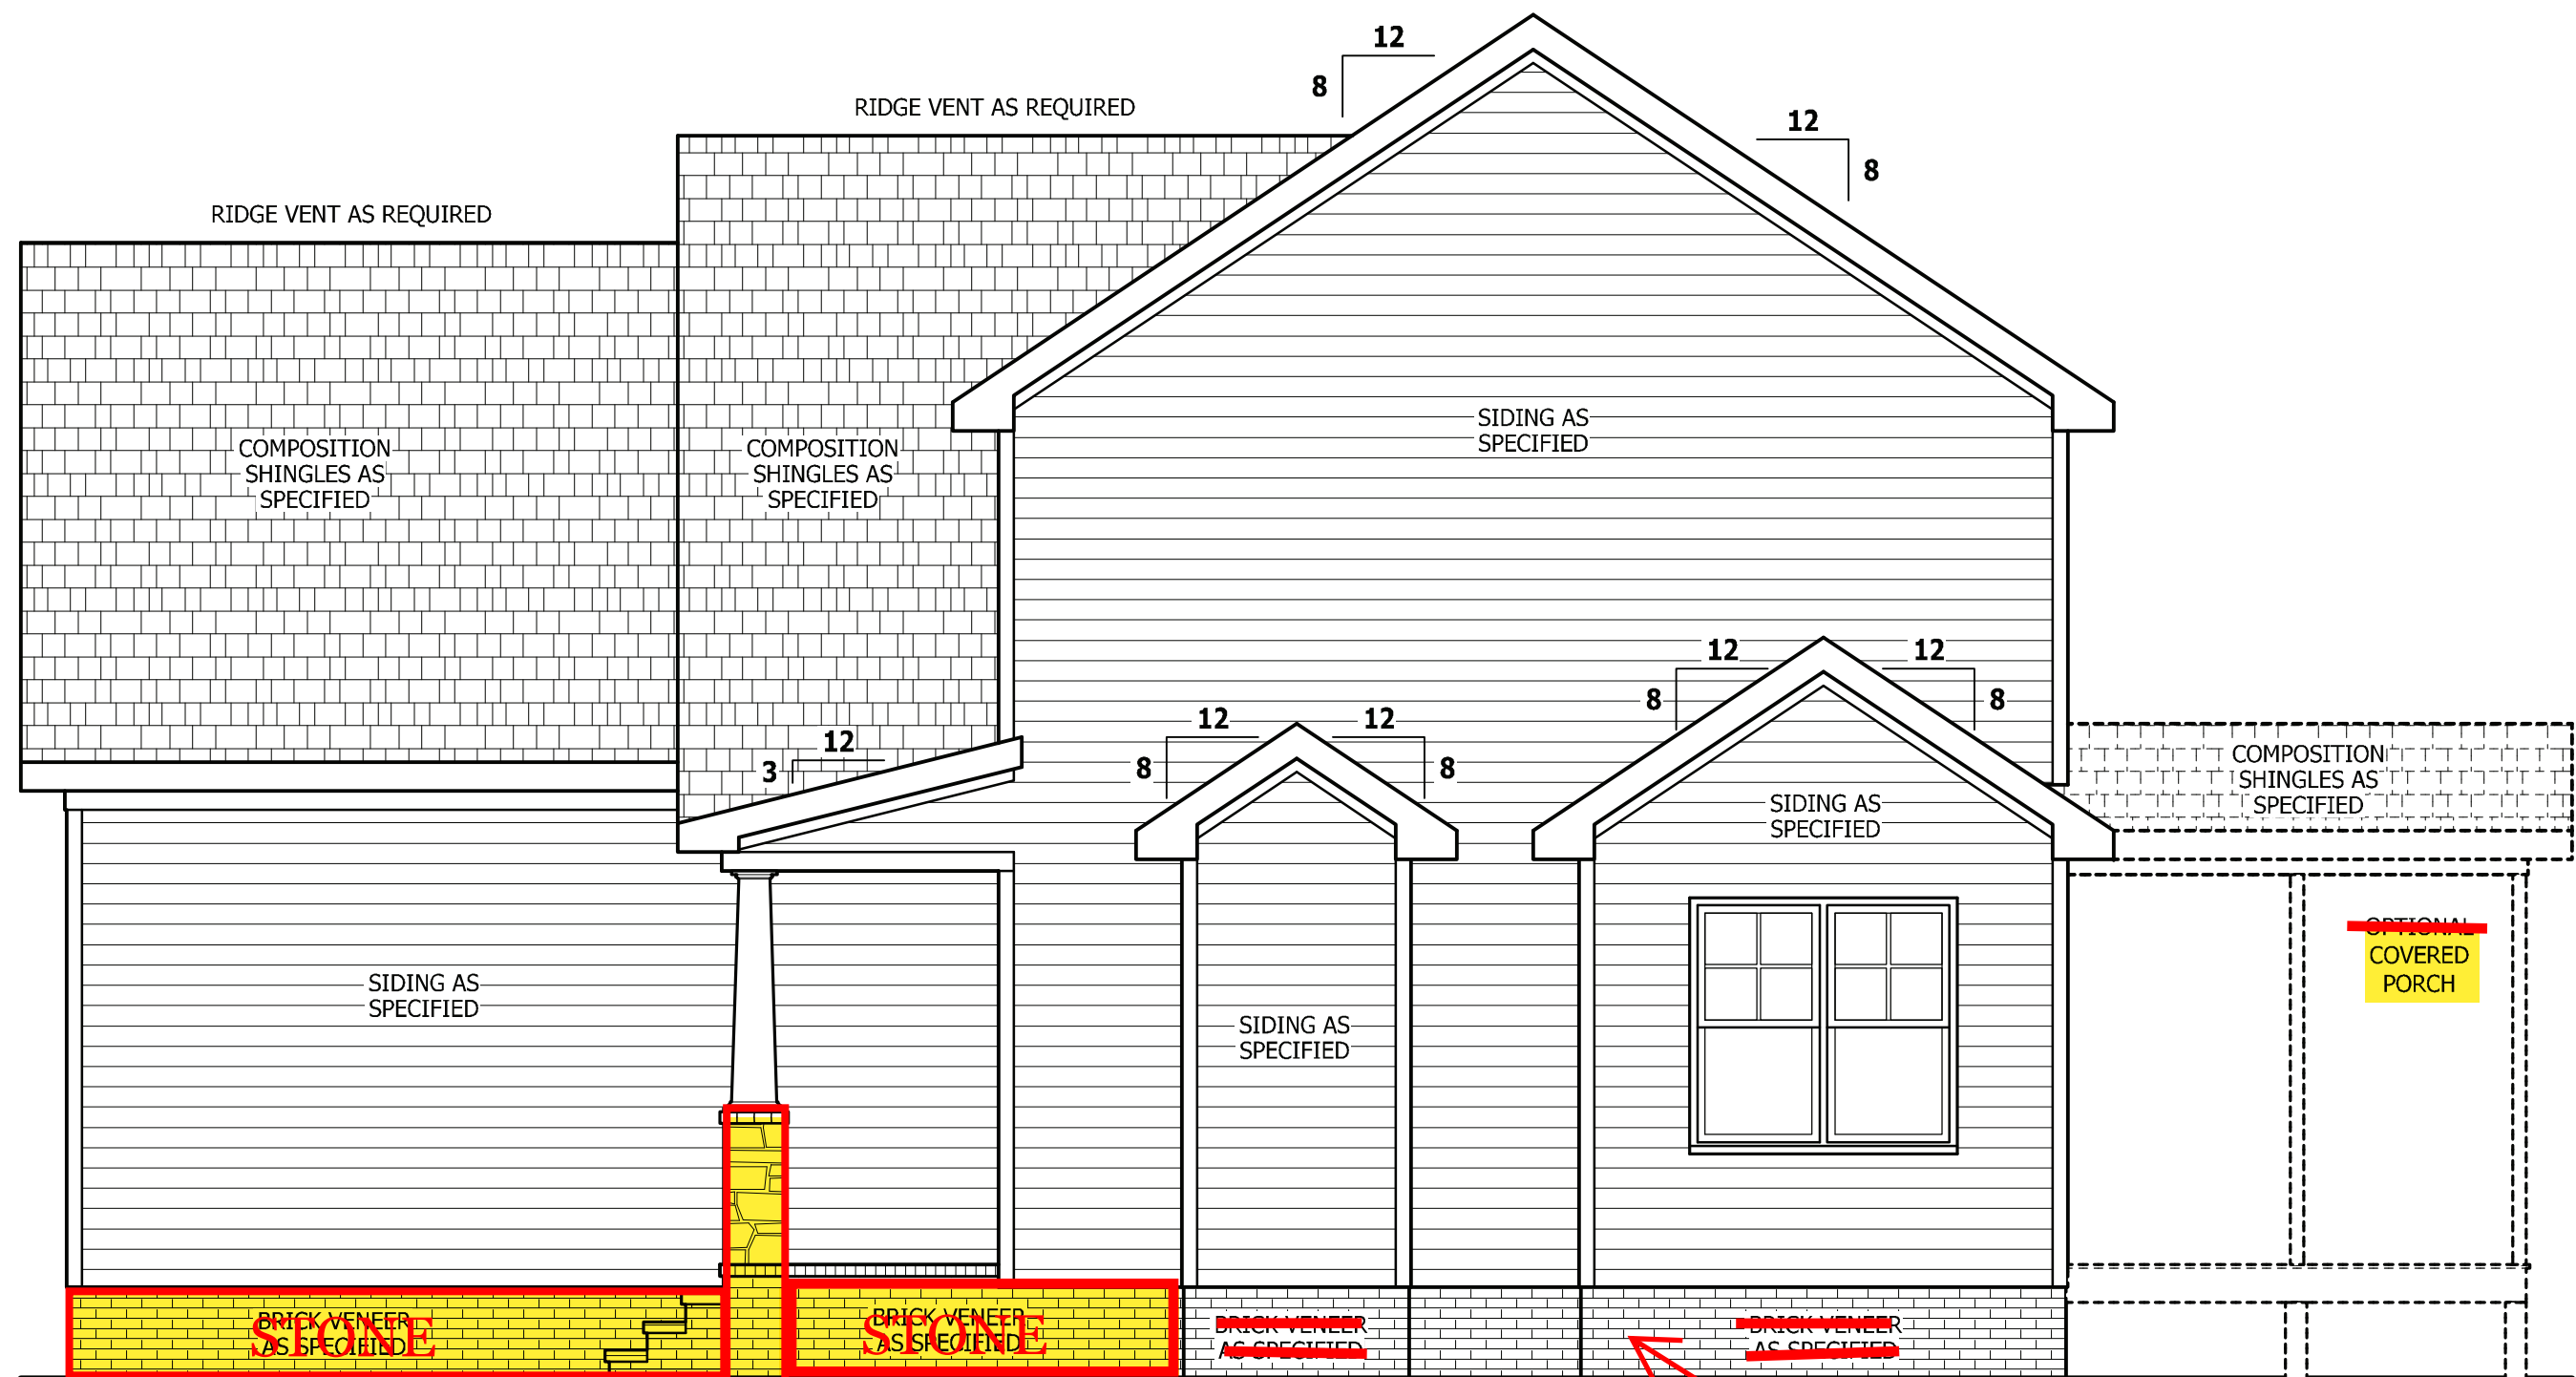 12
8
RIDGE VENT AS REQUIRED
12
8
RIDGE VENT AS REQUIRED
COMPOSITION
SHINGLES AS
SPECIFIED
COMPOSITION
SHINGLES AS
SPECIFIED
SIDING AS
SPECIFIED
12
3
12
8
12
8
12
8
12
8
SIDING AS
SPECIFIED
COMPOSITION
SHINGLES AS
SPECIFIED
OPTIONAL
COVERED
PORCH
SIDING AS
SPECIFIED
SIDING AS
SPECIFIED
BRICK VENEER
AS SPECIFIED
STONE
BRICK VENEER
AS SPECIFIED
STONE
BRICK VENEER
AS SPECIFIED
BRICK VENEER
AS SPECIFIED